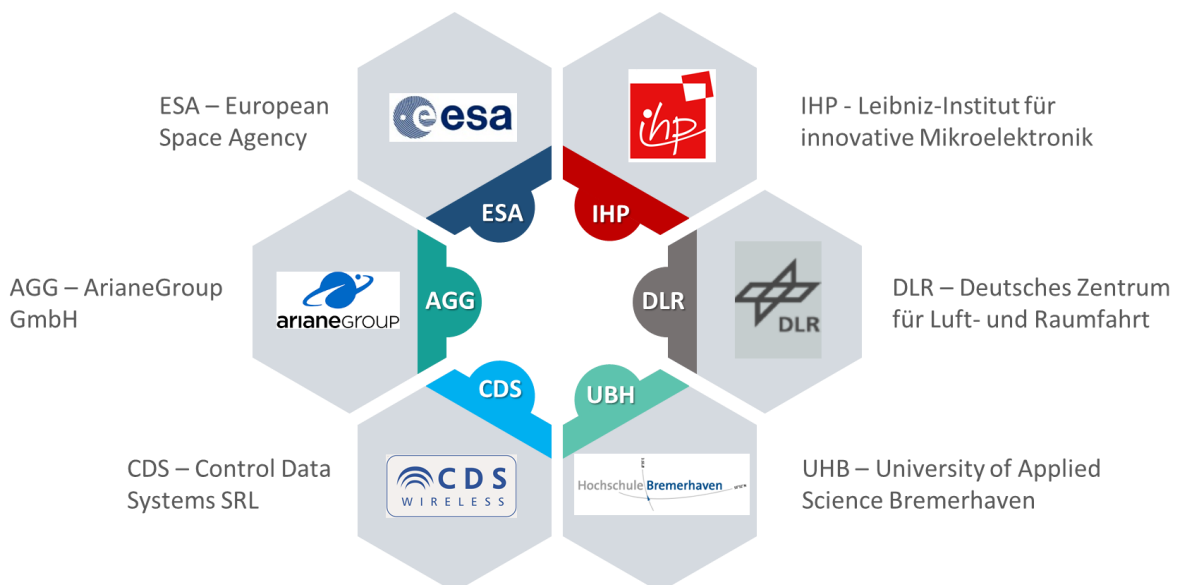 ESA – European
Space Agency
eesa
ESA
ihp
IHP
IHP - Leibniz-Institut für
innovative Mikroelektronik
AGG – ArianeGroup
GmbH
arianeGROUP
AGG
DLR
DLR
DLR – Deutsches Zentrum
für Luft- und Raumfahrt
CDS – Control Data
Systems SRL
CDS
CDS
WIRELESS
UBH
Hochschule Bremerhaven
UHB – University of Applied
Science Bremerhaven